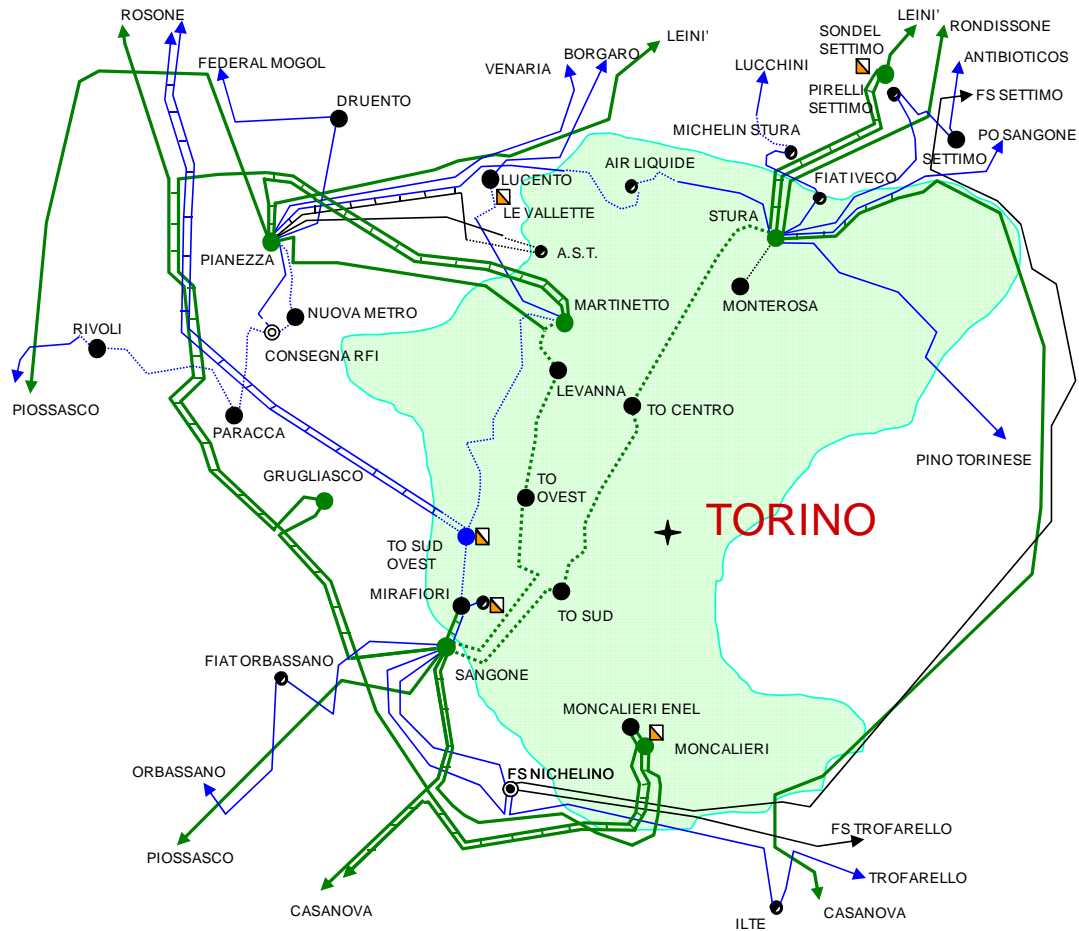 ROSONE
LEINI’
SONDEL
SETTIMO
RONDISSONE
LEINI’
BORGARO
ANTIBIOTICOS
FEDERAL MOGOL
VENARIA
LUCCHINI
PIRELLI
SETTIMO
FS SETTIMO
DRUENTO
MICHELIN STURA
PO SANGONE
SETTIMO
AIR LIQUIDE
LUCENTO
FIAT IVECO
LE VALLETTE
STURA
PIANEZZA
A.S.T.
MONTEROSA
MARTINETTO
NUOVA METRO
RIVOLI
CONSEGNA RFI
LEVANNA
PIOSSASCO
TO CENTRO
PARACCA
PINO TORINESE
GRUGLIASCO
TO
OVEST
TORINO
TO SUD
OVEST
MIRAFIORI
TO SUD
FIAT ORBASSANO
SANGONE
MONCALIERI ENEL
MONCALIERI
ORBASSANO
FS NICHELINO
FS TROFARELLO
PIOSSASCO
TROFARELLO
CASANOVA
CASANOVA
ILTE